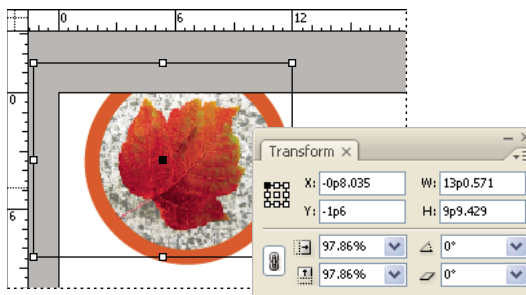 0 6 12
0
6
Transform ×
X: -0p8.035 W: 13p0.571
Y: -1p6 H: 9p9.429
97.86% 0°
97.86% 0°